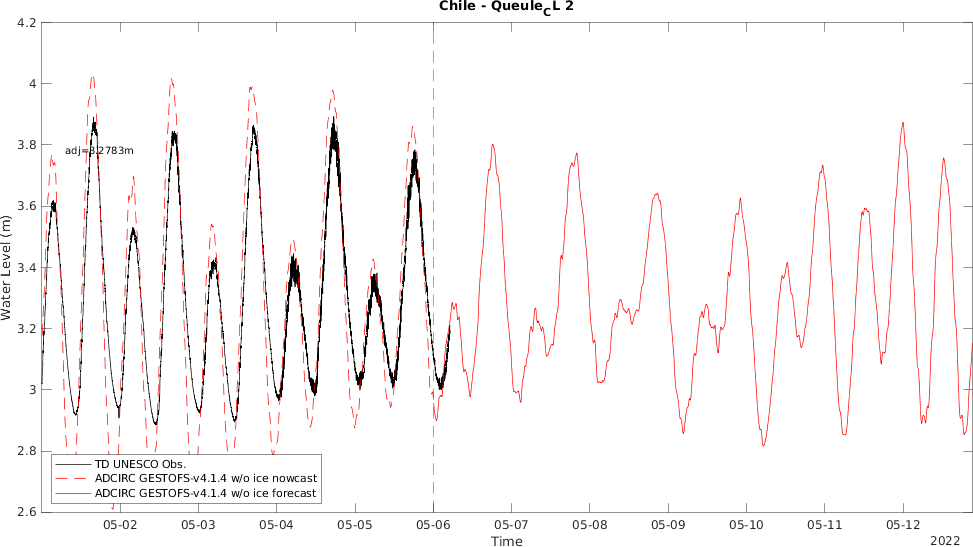 Chile - Queule_C L 2
4.2
4
3.8
3.6
3.4
3.2
3
2.8
2.6
Water Level (m)
adj=3.2783m
TD UNESCO Obs.
ADCIRC GESTOFS-v4.1.4 w/o ice nowcast
ADCIRC GESTOFS-v4.1.4 w/o ice forecast
05-02 05-03 05-04 05-05 05-06 05-07 05-08 05-09 05-10 05-11 05-12
Time
2022